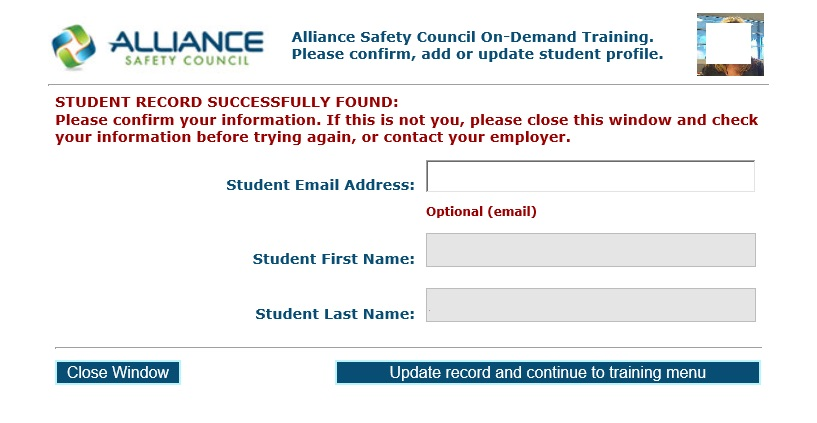 ALLIANCE
SAFETY COUNCIL
Alliance Safety Council On-Demand Training.
Please confirm, add or update student profile.
STUDENT RECORD SUCCESSFULLY FOUND:
Please confirm your information. If this is not you, please close this window and check
your information before trying again, or contact your employer.
Student Email Address:
Optional (email)
Student First Name:
Student Last Name:
Close Window
Update record and continue to training menu